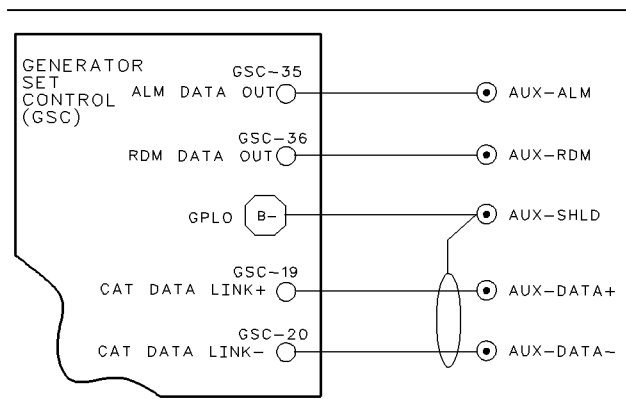 GENERATOR
SET
CONTROL
(GSC)
GSC-35
ALM DATA OUT
AUX-ALM
GSC-36
RDM DATA OUT
AUX-RDM
GPLO
B-
AUX-SHLD
GSC-19
CAT DATA LINK+
AUX-DATA+
GSC-20
CAT DATA LINK-
AUX-DATA-